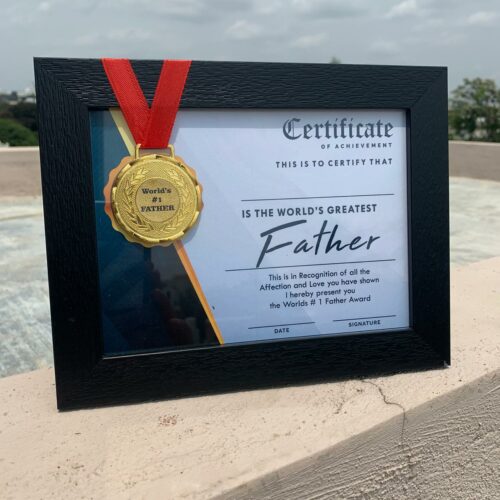 World's
#1
FATHER
Certificate
OF ACHIEVEMENT
THIS IS TO CERTIFY THAT
IS THE WORLD'S GREATEST
Father
This is in Recognition of all the
Affection and Love you have shown
I hereby present you
the Worlds # 1 Father Award
DATE
SIGNATURE